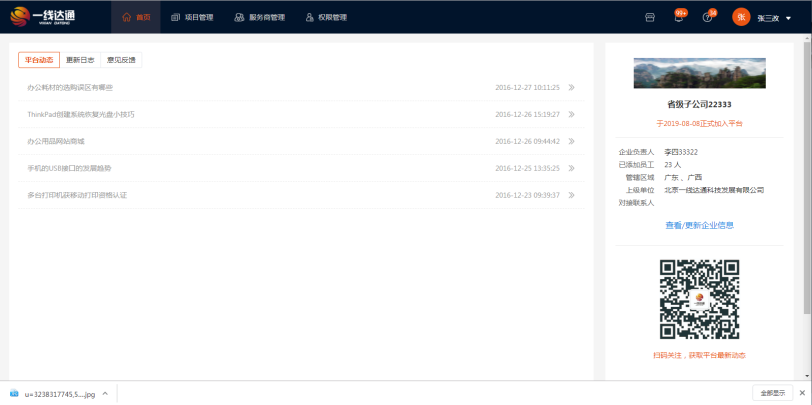 一线达通
YIXIAN DATONG
首页
项目管理
服务商管理
权限管理
99+
34
张
张三改
平台动态
更新日志
意见反馈
办公耗材的选购误区有哪些 2016-12-27 10:11:25
ThinkPad创建系统恢复光盘小技巧 2016-12-26 15:19:27
办公用品网站商城 2016-12-26 09:44:42
手机的USB接口的发展趋势 2016-12-25 13:35:25
多台打印机获移动打印资格认证 2016-12-23 09:39:37
省级子公司22333
于2019-08-08正式加入平台
企业负责人 李四33322
已添加员工 23 人
管辖区域 广东 ，广西
上级单位 北京一线达通科技发展有限公司
对接联系人
查看/更新企业信息
扫码关注，获取平台最新动态
u=3238317745,5....jpg
全部显示